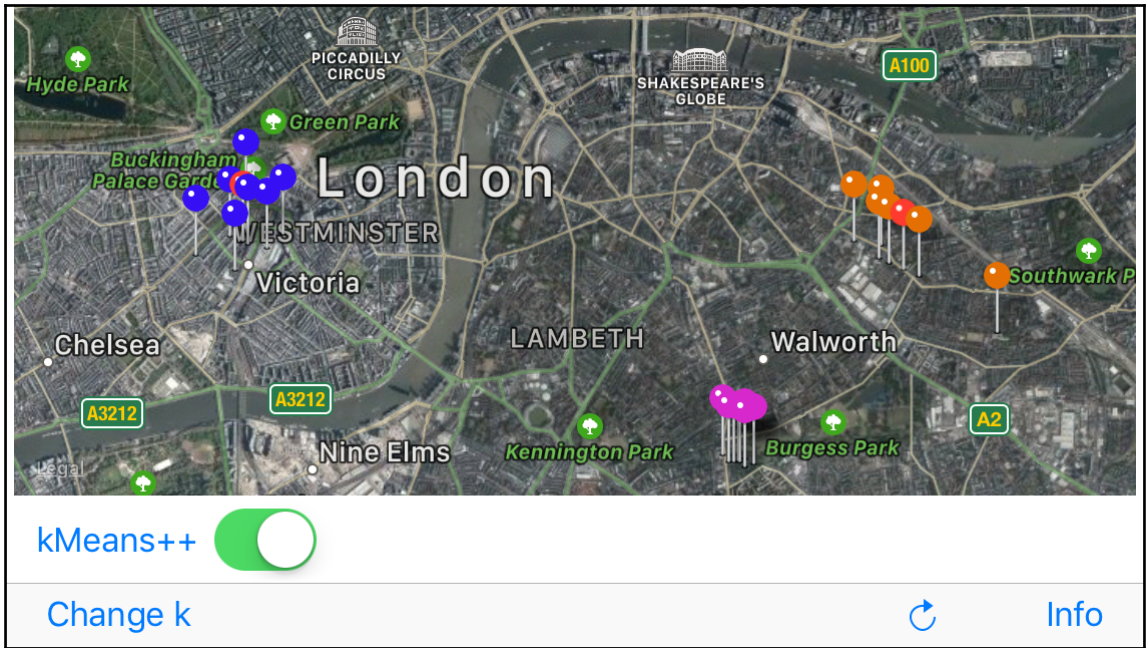 PICCADILLY
CIRCUS
SHAKESPEARE'S
GLOBE
A100
Hyde Park
Green Park
Buckingham
Palace Garde
London
WESTMINSTER
Victoria
Southwark P
Chelsea
LAMBETH
Walworth
A3212
A3212
A2
Nine Elms
Kennington Park
Burgess Park
Legal
kMeans++
Change k
Info